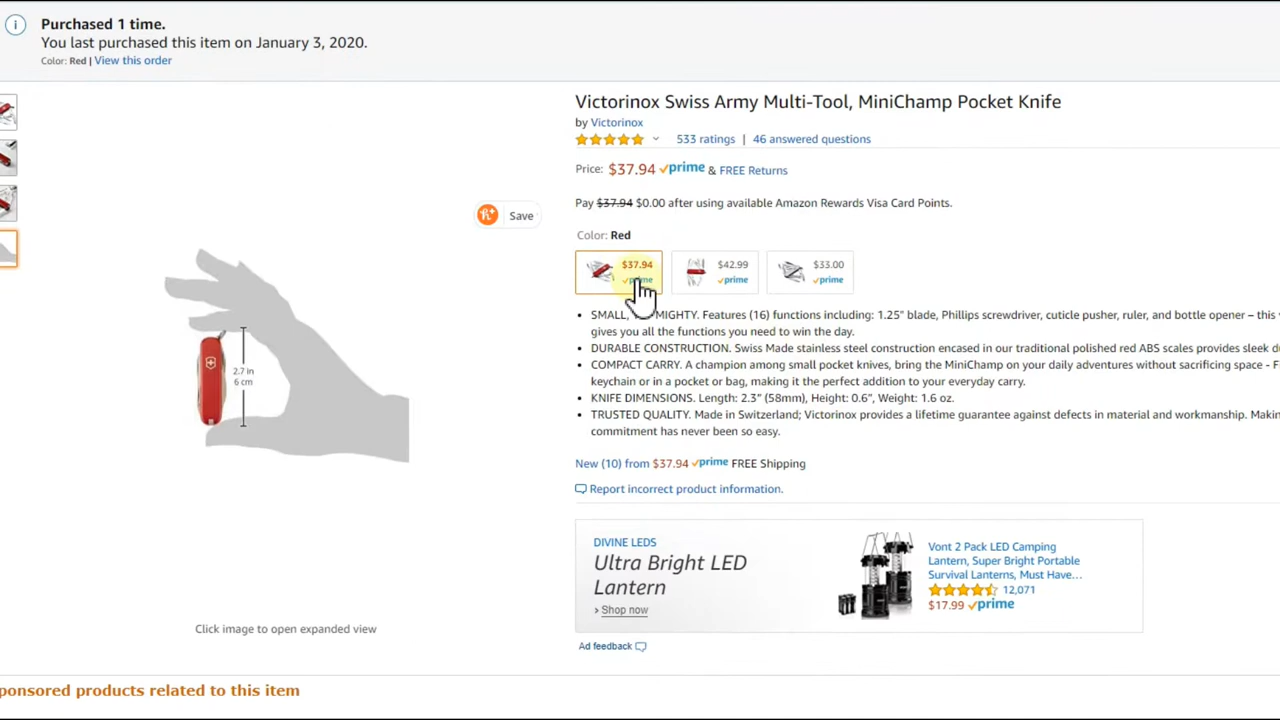 Purchased 1 time.
You last purchased this item on January 3, 2020.
Color: Red | View this order
Victorinox Swiss Army Multi-Tool, MiniChamp Pocket Knife
by Victorinox
533 ratings | 46 answered questions
Price: $37.94 prime & FREE Returns
Pay $37.94 $0.00 after using available Amazon Rewards Visa Card Points.
Save
Color: Red
$37.94 $42.99 $33.00
prime prime prime
SMALL, MIGHTY. Features (16) functions including: 1.25" blade, Phillips screwdriver, cuticle pusher, ruler, and bottle opener – this
gives you all the functions you need to win the day.
DURABLE CONSTRUCTION. Swiss Made stainless steel construction encased in our traditional polished red ABS scales provides sleek
COMPACT CARRY. A champion among small pocket knives, bring the MiniChamp on your daily adventures without sacrificing space -
keychain or in a pocket or bag, making it the perfect addition to your everyday carry.
KNIFE DIMENSIONS. Length: 2.3" (58mm), Height: 0.6", Weight: 1.6 oz.
TRUSTED QUALITY. Made in Switzerland; Victorinox provides a lifetime guarantee against defects in material and workmanship.
commitment has never been so easy.
2.7 in
6 cm
New (10) from $37.94 prime FREE Shipping
Report incorrect product information.
DIVINE LEDS
Ultra Bright LED
Lantern
› Shop now
Vont 2 Pack LED Camping
Lantern, Super Bright Portable
Survival Lanterns, Must Have...
12,071
$17.99 prime
Click image to open expanded view
Ad feedback
ponsored products related to this item